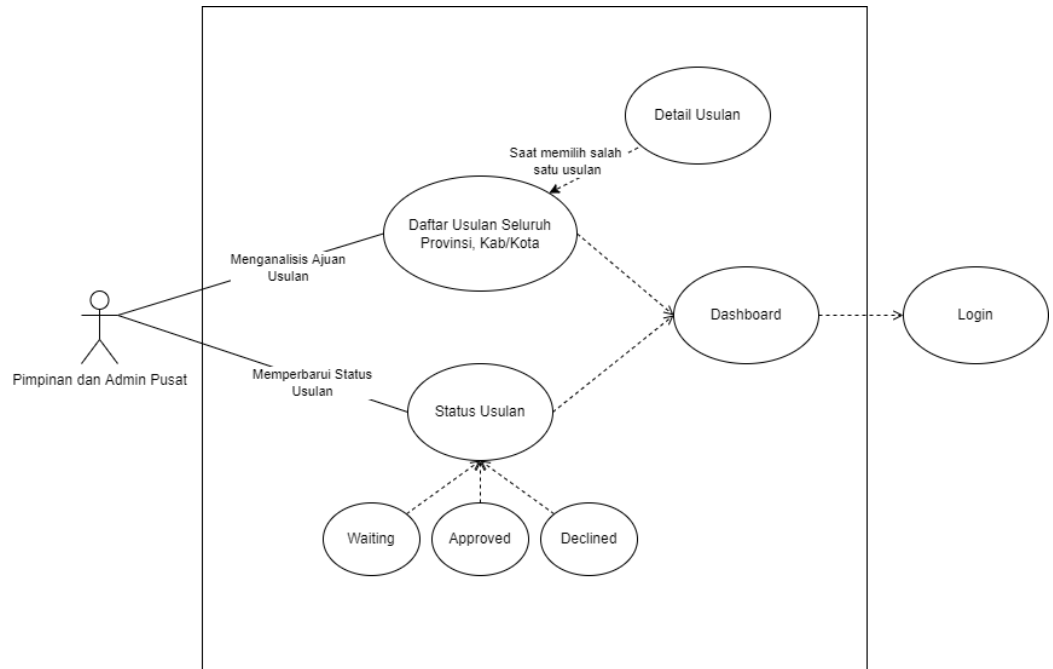 Detail Usulan
Saat memilih salah
satu usulan
Daftar Usulan Seluruh
Provinsi, Kab/Kota
Menganalisis Ajuan
Usulan
Dashboard
Login
Pimpinan dan Admin Pusat
Memperbarui Status
Usulan
Status Usulan
Waiting
Approved
Declined